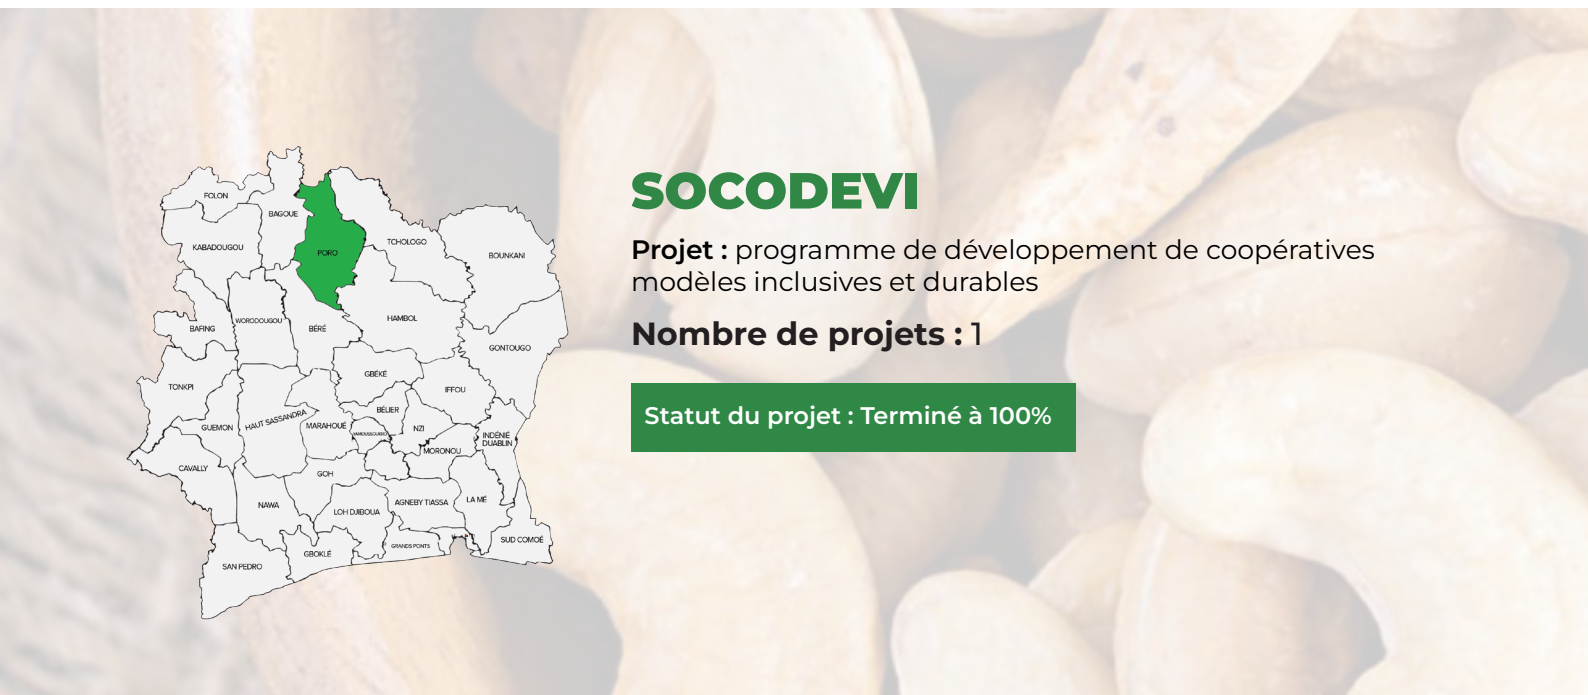 SOCODEVI
Projet : programme de développement de coopératives
modèles inclusives et durables
Nombre de projets : 1
Statut du projet : Terminé à 100%
FOLON
BAGOUE
PORO
TCHOLOGO
KABADOUGOU
BOUNKANI
BAFING
WORODOUGOU
BÉRÉ
HAMBOL
GONTOUGO
TONKPI
GBÉKÉ
IFFOU
GUEMON
HAUT SASSANDRA
MARAHOUÉ
BÉLIER
YAMOUSSOUKRO
NZI
INDÉNIÉ
DUABLIN
MORONOU
CAVALLY
GOH
NAWA
LOH DJIBOUA
AGNEBY TIASSA
LA MÉ
SAN PEDRO
GBOKLÉ
GRANDS PONTS
SUD COMOÉ